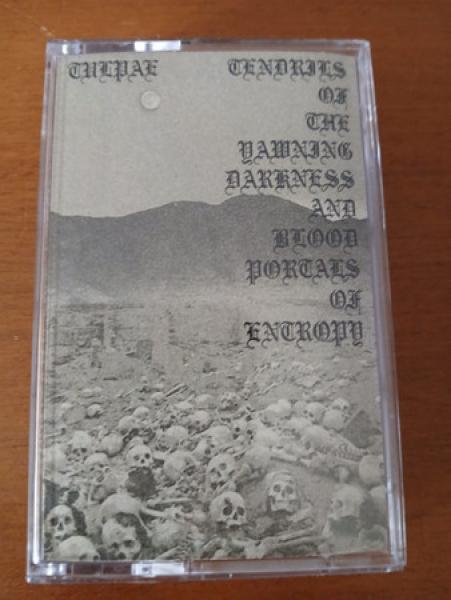 TULPAE
TENDRILS
OF
THE
YAWNING
DARKNESS
AND
BLOOD
PORTALS
OF
ENTROPY